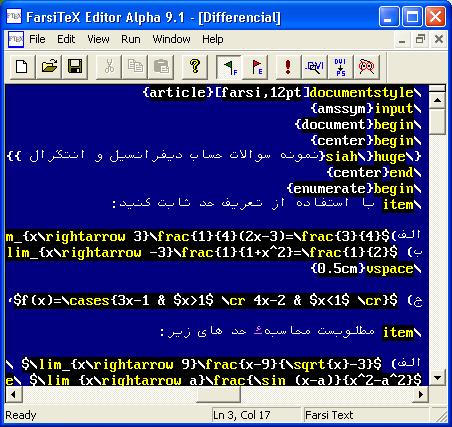 FarsiTeX Editor Alpha 9.1 - [Differencial]
File Edit View Run Window Help
F E DVI DVI PS
\documentstyle[farsi,12pt]{article}
\input{amssym}
\begin{document}
\begin{center}
{\huge{\siah{نمونه سوالات حساب دیفرانسیل و انتگرال }}
\end{center}
\begin{enumerate}
\item با استفاده از تعریف حد ثابت کنید:
الف) m_{x\rightarrow 3}\frac{1}{4}(2x-3)=\frac{3}{4}$
ب) lim_{x\rightarrow -3}\frac{1}{1+x^2}=\frac{1}{2}$
\vspace{0.5cm}
ج) $f(x)=\cases{3x-1 & $x>1$ \cr 4x-2 & $x<1$ \cr}$
\item مطلوبست محاسبهٔ حد های زیر:
الف) \ $\lim_{x\rightarrow 9}\frac{x-9}{\sqrt{x}-3}$
e\ $\lim_{x\rightarrow a}\frac{\sin (x-a)}{x^2-a^2}$
Ready Ln 3, Col 17 Farsi Text